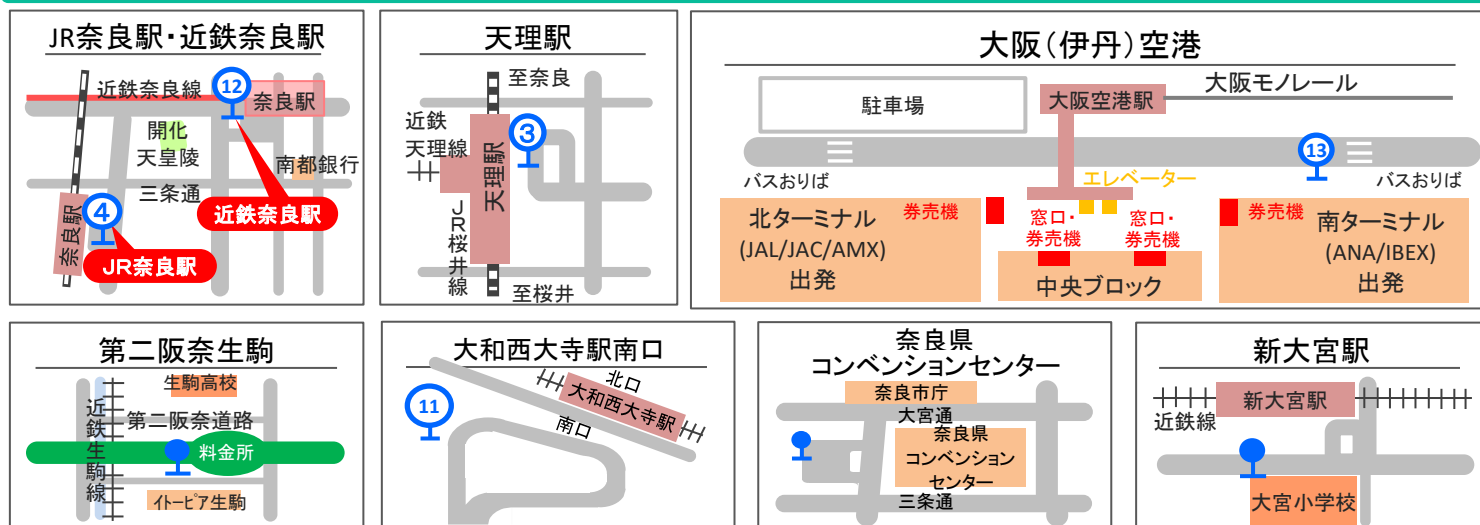 JR奈良駅・近鉄奈良駅
近鉄奈良線
12
奈良駅
開化
天皇陵
南都銀行
三条通
近鉄奈良駅
奈良駅
4
JR奈良駅
天理駅
至奈良
近鉄
天理線
3
天理駅
JR桜井線
至桜井
大阪(伊丹)空港
駐車場
大阪空港駅
大阪モノレール
13
バスおりば
エレベーター
バスおりば
北ターミナル
(JAL/JAC/AMX)
出発
券売機
窓口・
券売機
窓口・
券売機
中央ブロック
券売機
南ターミナル
(ANA/IBEX)
出発
第二阪奈生駒
生駒高校
近鉄生駒線
第二阪奈道路
料金所
イトーピア生駒
大和西大寺駅南口
11
北口
大和西大寺駅
南口
奈良県
コンベンションセンター
奈良市庁
大宮通
奈良県
コンベンション
センター
三条通
新大宮駅
新大宮駅
近鉄線
大宮小学校